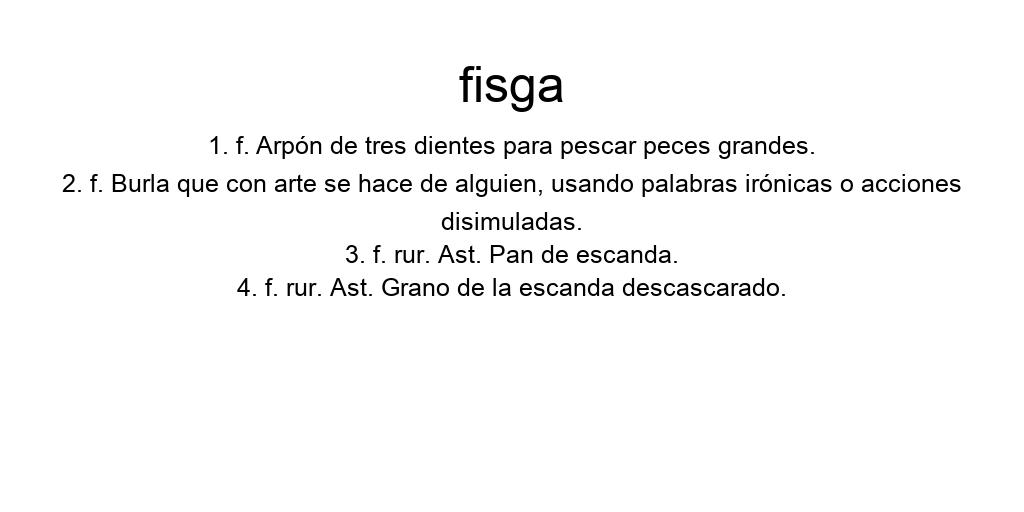 fisga
1. f. Arpón de tres dientes para pescar peces grandes.
2. f. Burla que con arte se hace de alguien, usando palabras irónicas o acciones
disimuladas.
3. f. rur. Ast. Pan de escanda.
4. f. rur. Ast. Grano de la escanda descascarado.